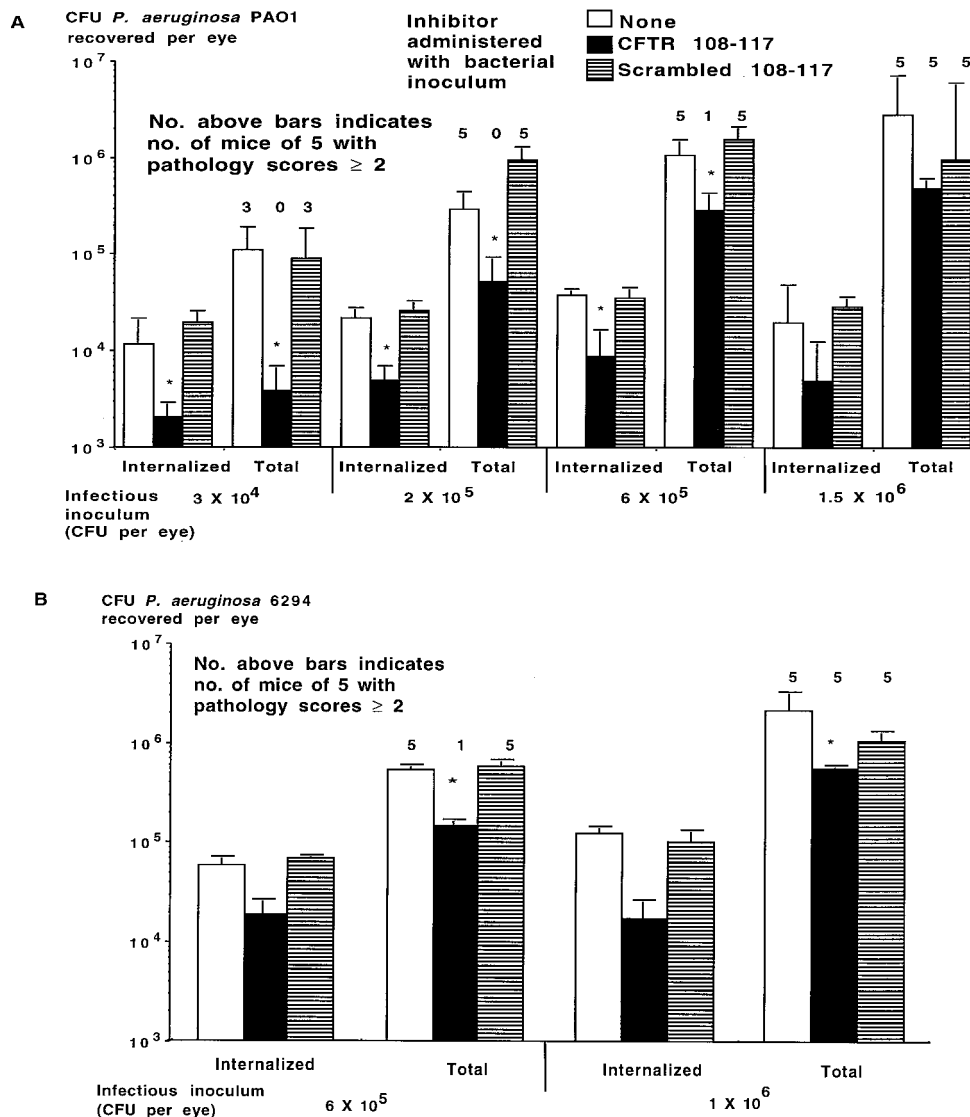 A
CFU P. aeruginosa PAO1
recovered per eye
Inhibitor
administered
with bacterial
inoculum
None
CFTR 108-117
Scrambled 108-117
No. above bars indicates
no. of mice of 5 with
pathology scores ≥ 2
10⁷
10⁶
10⁵
10⁴
10³
3 0 3
5 0 5
5 1 5
5 5 5
* * * * * *
Internalized Total Internalized Total Internalized Total Internalized Total
Infectious
inoculum
(CFU per eye)
3 X 10⁴ 2 X 10⁵ 6 X 10⁵ 1.5 X 10⁶
B
CFU P. aeruginosa 6294
recovered per eye
No. above bars indicates
no. of mice of 5 with
pathology scores ≥ 2
10⁷
10⁶
10⁵
10⁴
10³
5 1 5
5 5 5
* *
Internalized Total Internalized Total
Infectious inoculum
(CFU per eye)
6 X 10⁵ 1 X 10⁶